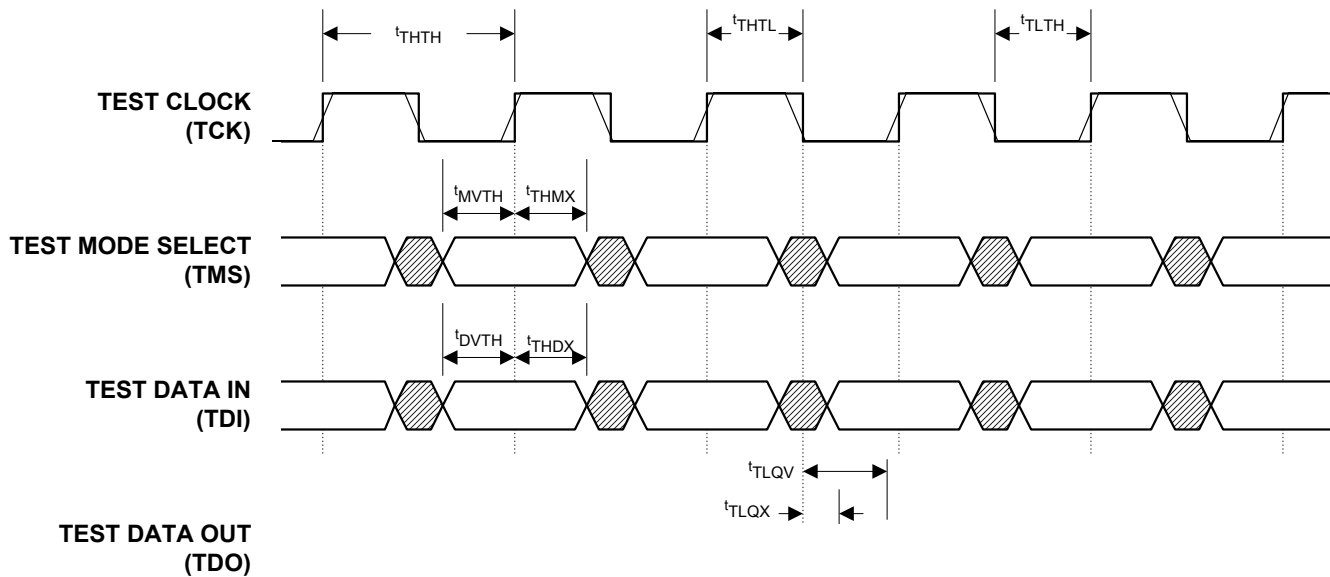 tTHTH
tTHTL
tTLTH
TEST CLOCK
(TCK)
tMVTH
tTHMX
TEST MODE SELECT
(TMS)
tDVTH
tTHDX
TEST DATA IN
(TDI)
tTLQV
tTLQX
TEST DATA OUT
(TDO)